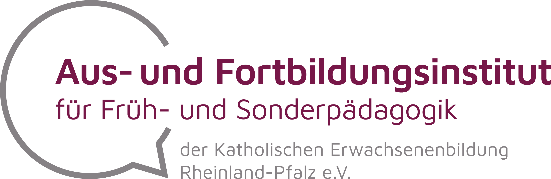 Aus- und Fortbildungsinstitut
für Früh- und Sonderpädagogik
der Katholischen Erwachsenenbildung
Rheinland-Pfalz e.V.